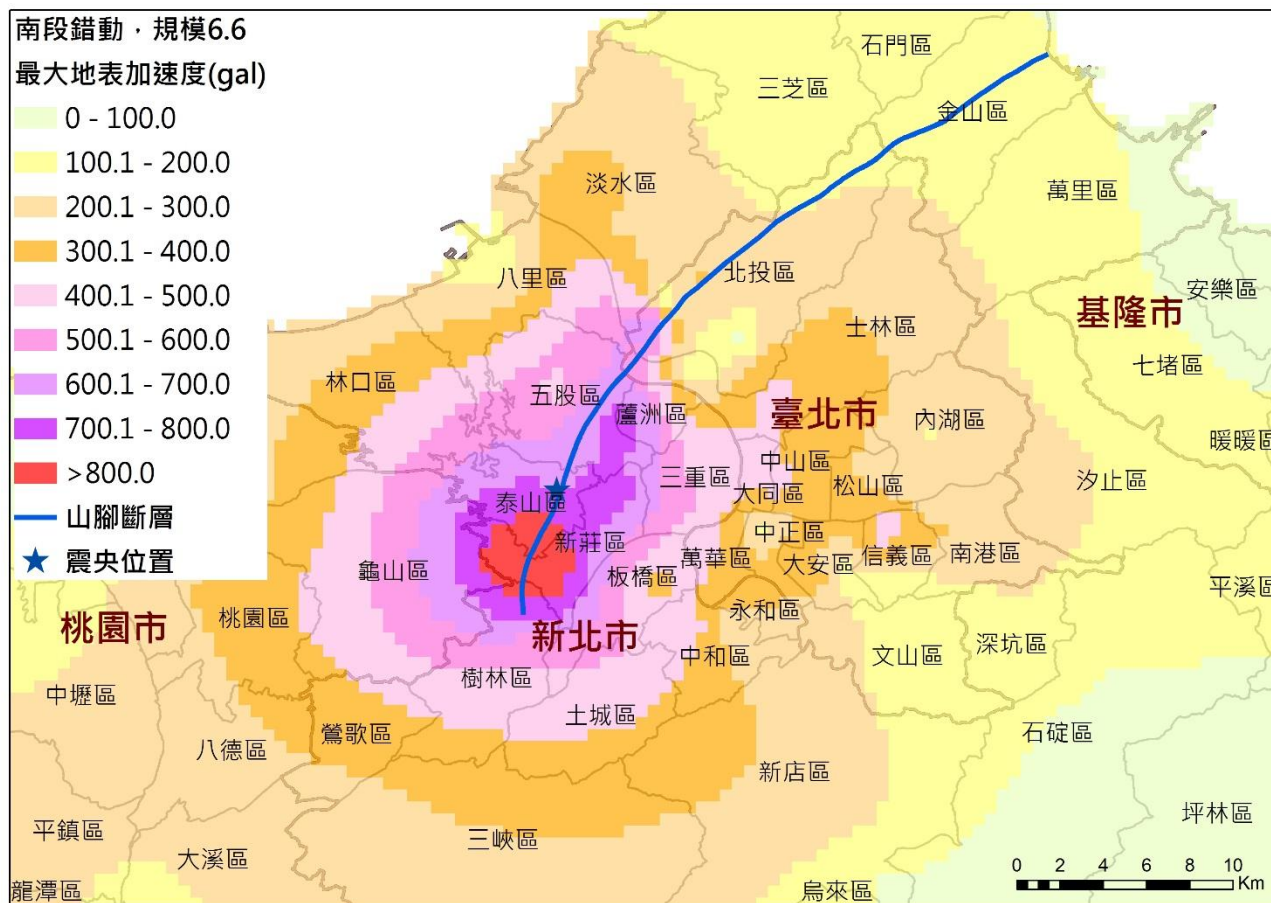 南段錯動，規模6.6
最大地表加速度(gal)
0 - 100.0
100.1 - 200.0
200.1 - 300.0
300.1 - 400.0
400.1 - 500.0
500.1 - 600.0
600.1 - 700.0
700.1 - 800.0
>800.0
山腳斷層
震央位置
石門區
三芝區
金山區
淡水區
萬里區
八里區
北投區
安樂區
基隆市
士林區
七堵區
林口區
五股區
蘆洲區
臺北市
內湖區
暖暖區
中山區
三重區
汐止區
泰山區
大同區
松山區
新莊區
中正區
龜山區
板橋區
萬華區
大安區
信義區
南港區
平溪區
桃園區
永和區
桃園市
新北市
深坑區
中和區
文山區
樹林區
中壢區
土城區
鶯歌區
石碇區
八德區
新店區
坪林區
平鎮區
三峽區
大溪區
龍潭區
烏來區
0 2 4 6 8 10
Km